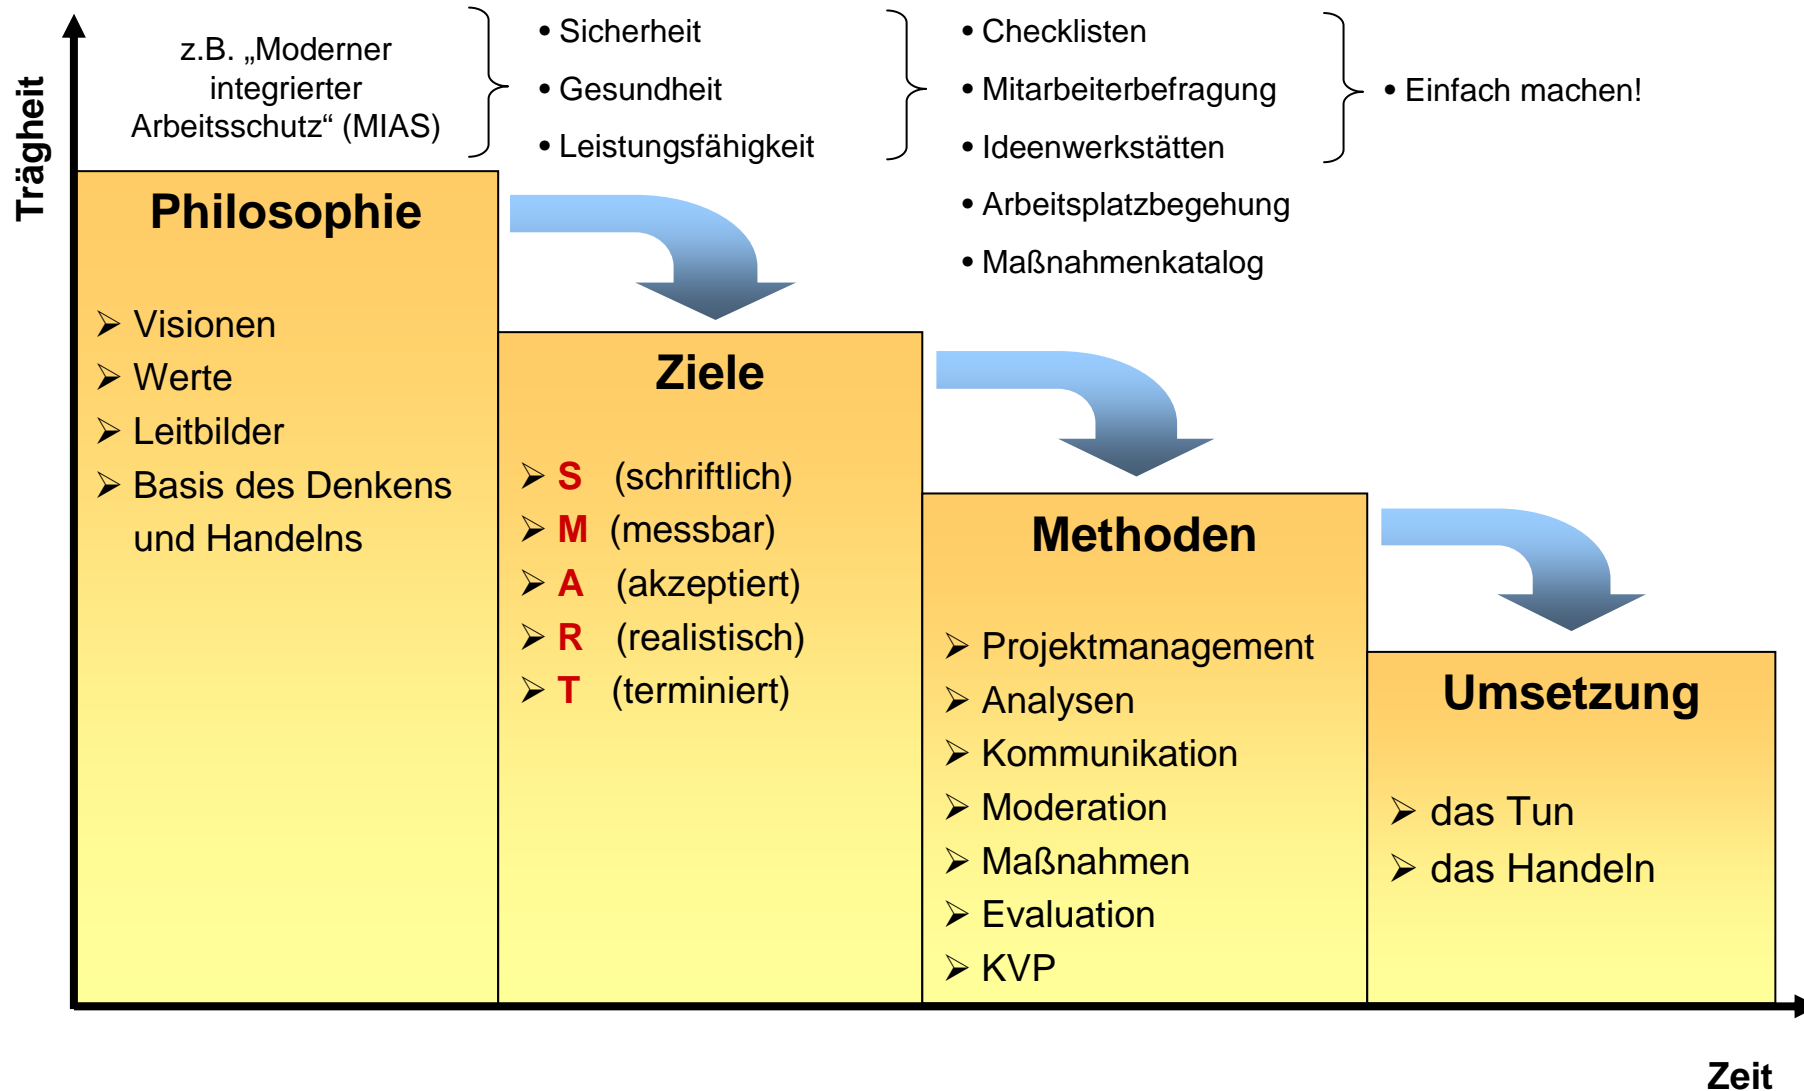 Trägheit
z.B. „Moderner
integrierter
Arbeitsschutz“ (MIAS)
• Sicherheit
• Gesundheit
• Leistungsfähigkeit
• Checklisten
• Mitarbeiterbefragung
• Ideenwerkstätten
• Arbeitsplatzbegehung
• Maßnahmenkatalog
• Einfach machen!
Philosophie
➢ Visionen
➢ Werte
➢ Leitbilder
➢ Basis des Denkens
und Handelns
Ziele
➢ S (schriftlich)
➢ M (messbar)
➢ A (akzeptiert)
➢ R (realistisch)
➢ T (terminiert)
Methoden
➢ Projektmanagement
➢ Analysen
➢ Kommunikation
➢ Moderation
➢ Maßnahmen
➢ Evaluation
➢ KVP
Umsetzung
➢ das Tun
➢ das Handeln
Zeit